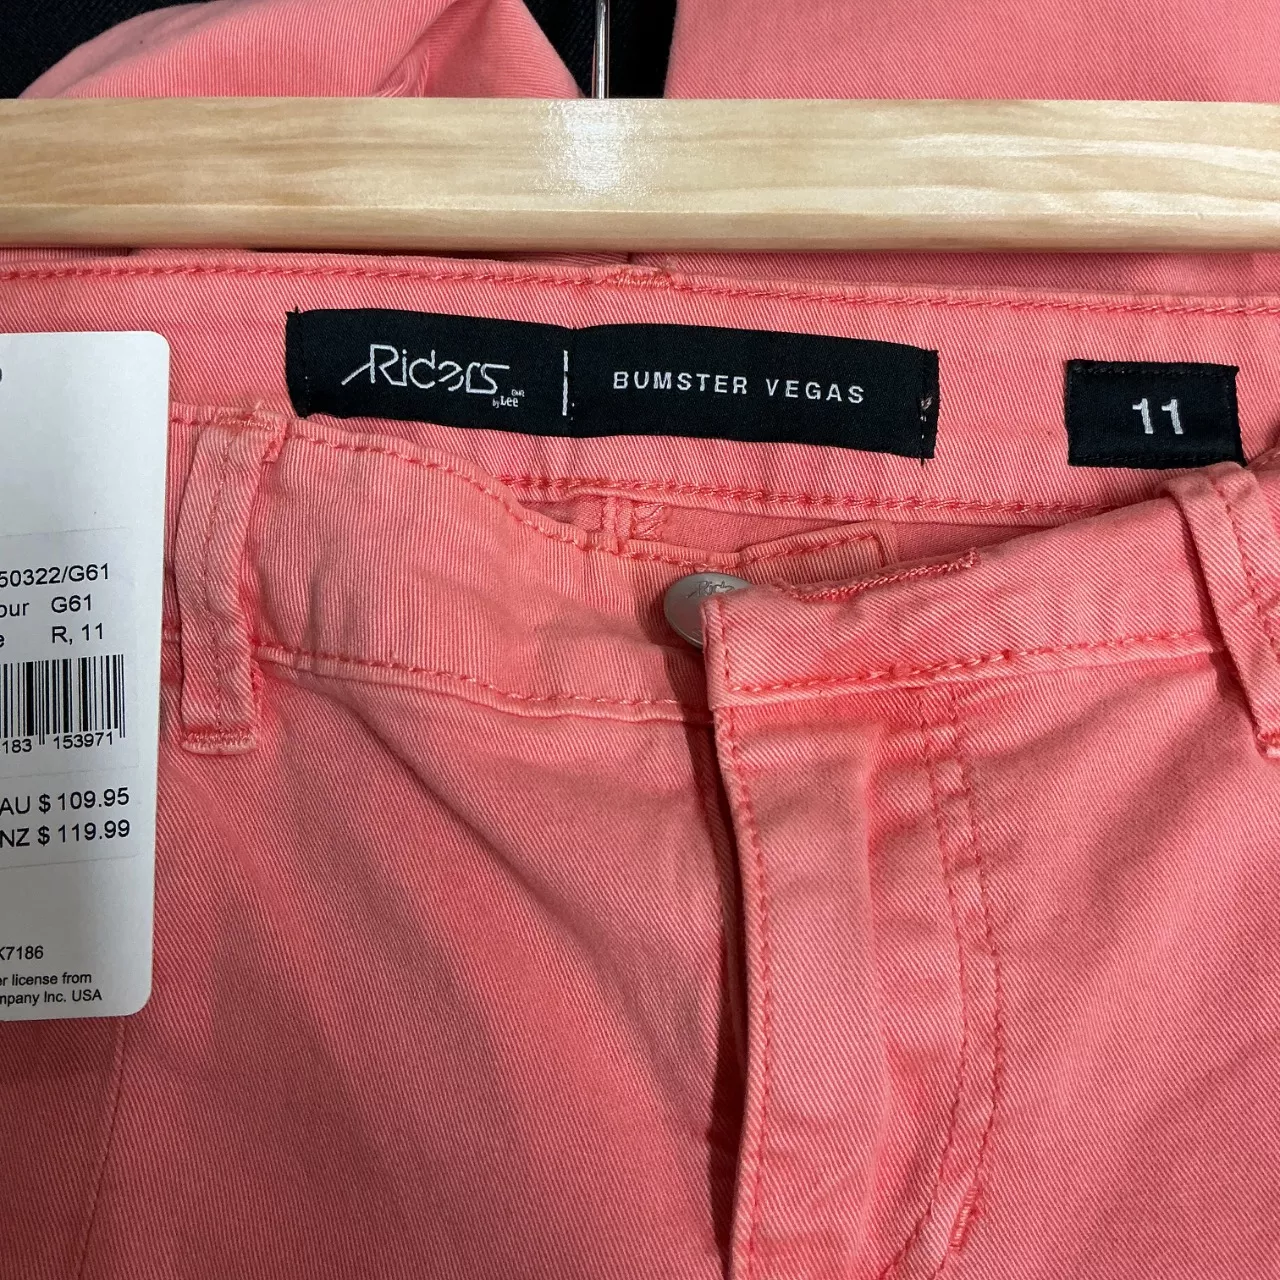 Riders
by Lee
BUMSTER VEGAS
11
50322/G61
our G61
e R, 11
183 153971
AU $ 109.95
NZ $ 119.99
K7186
er license from
mpany Inc. USA